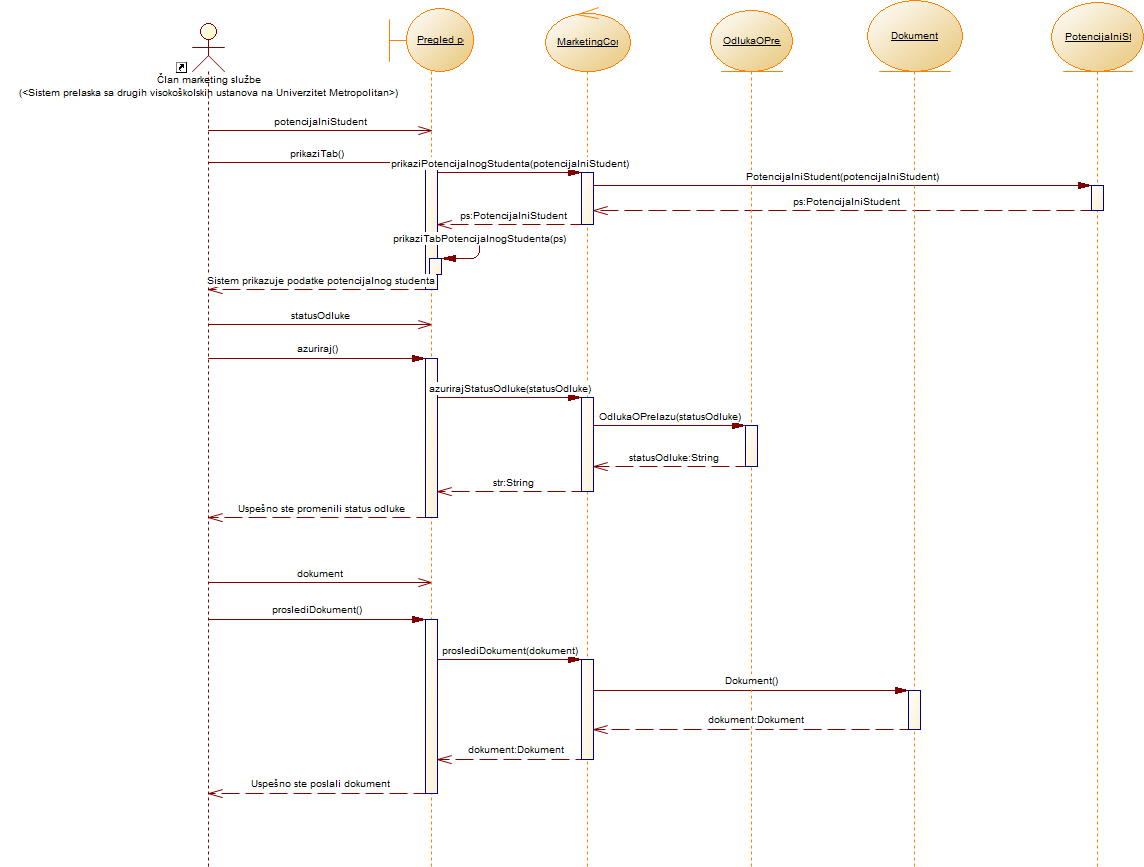 Pregled p
MarketingCoı
OdlukaOPre
Dokument
PotencijalniSt
Član marketing službe
(<Sistem prelaska sa drugih visokoškolskih ustanova na Univerzitet Metropolitan>)
potencijalniStudent
prikaziTab()
prikaziPotencijalnogStudenta(potencijalniStudent)
PotencijalniStudent(potencijalniStudent)
ps:PotencijalniStudent
ps:PotencijalniStudent
prikaziTabPotencijalnogStudenta(ps)
Sistem prikazuje podatke potencijalnog studenta
statusOdluke
azuriraj()
azurirajStatusOdluke(statusOdluke)
OdlukaOPrelazu(statusOdluke)
statusOdluke:String
str:String
Uspešno ste promenili status odluke
dokument
proslediDokument()
proslediDokument(dokument)
Dokument()
dokument:Dokument
dokument:Dokument
Uspešno ste poslali dokument